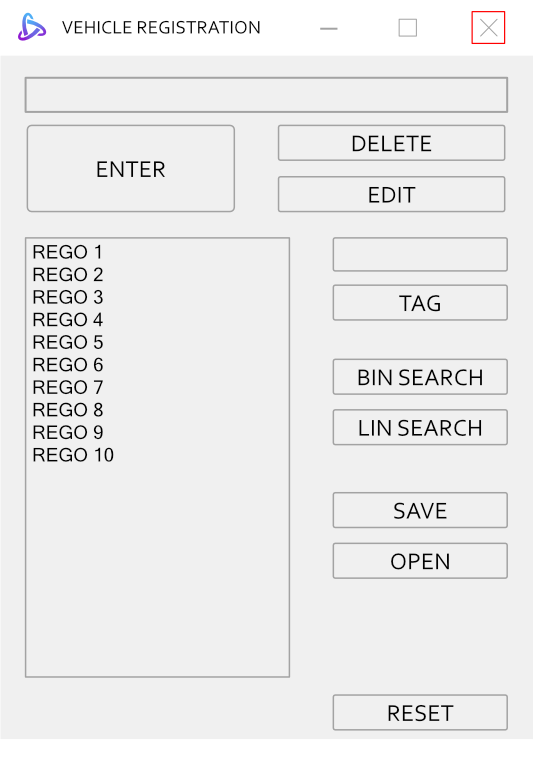 VEHICLE REGISTRATION
ENTER
DELETE
EDIT
REGO 1
REGO 2
REGO 3
REGO 4
REGO 5
REGO 6
REGO 7
REGO 8
REGO 9
REGO 10
TAG
BIN SEARCH
LIN SEARCH
SAVE
OPEN
RESET